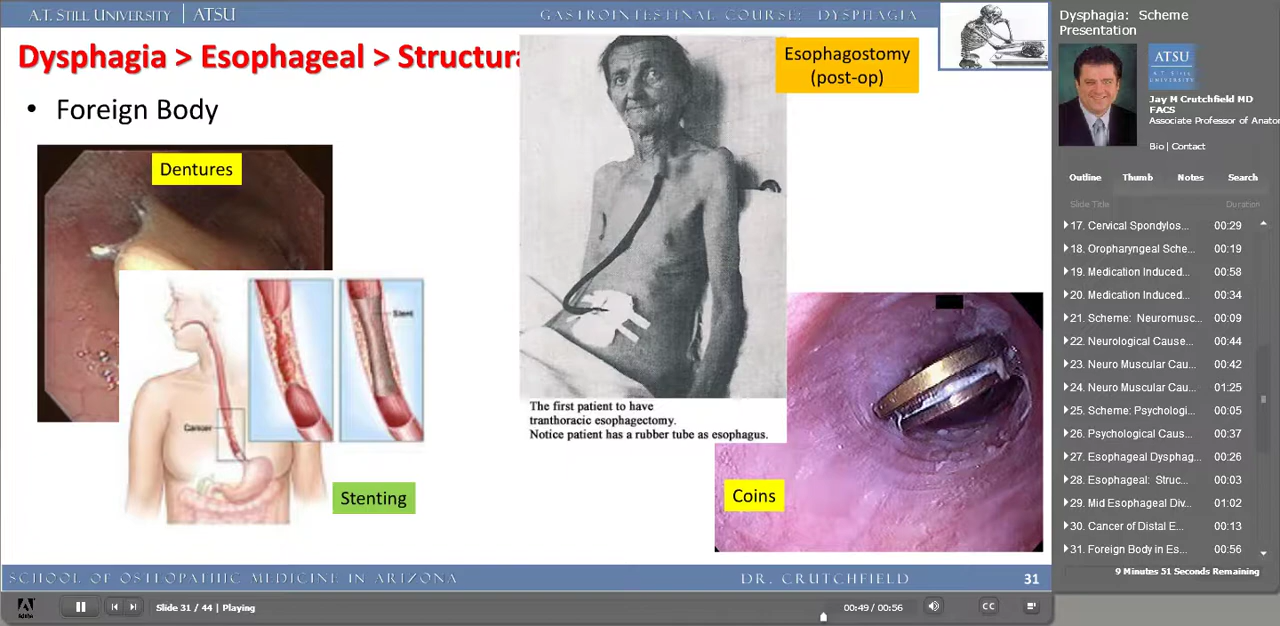 A.T. STILL UNIVERSITY | ATSU
GASTROINTESTINAL COURSE: DYSPHAGIA
Dysphagia > Esophageal > Structura
• Foreign Body
Dentures
Cancer
Stent
Stenting
Esophagostomy
(post-op)
The first patient to have
tranthoracic esophagectomy.
Notice patient has a rubber tube as esophagus.
Coins
SCHOOL OF OSTEOPATHIC MEDICINE IN ARIZONA
DR. CRUTCHFIELD
31
Dysphagia: Scheme
Presentation
ATSU
A.T. STILL
UNIVERSITY
Jay M Crutchfield MD
FACS
Associate Professor of Anator
Bio | Contact
Outline Thumb Notes Search
Slide Title Duration
17. Cervical Spondylos... 00:29
18. Oropharyngeal Sche... 00:19
19. Medication Induced... 00:58
20. Medication Induced... 00:34
21. Scheme: Neuromusc... 00:09
22. Neurological Cause... 00:44
23. Neuro Muscular Cau... 00:42
24. Neuro Muscular Cau... 01:25
25. Scheme: Psychologi... 00:05
26. Psychological Caus... 00:37
27. Esophageal Dysphag... 00:26
28. Esophageal: Struc... 00:03
29. Mid Esophageal Div... 01:02
30. Cancer of Distal E... 00:13
31. Foreign Body in Es... 00:56
9 Minutes 51 Seconds Remaining
Adobe
Slide 31 / 44 | Playing
00:49 / 00:56
CC